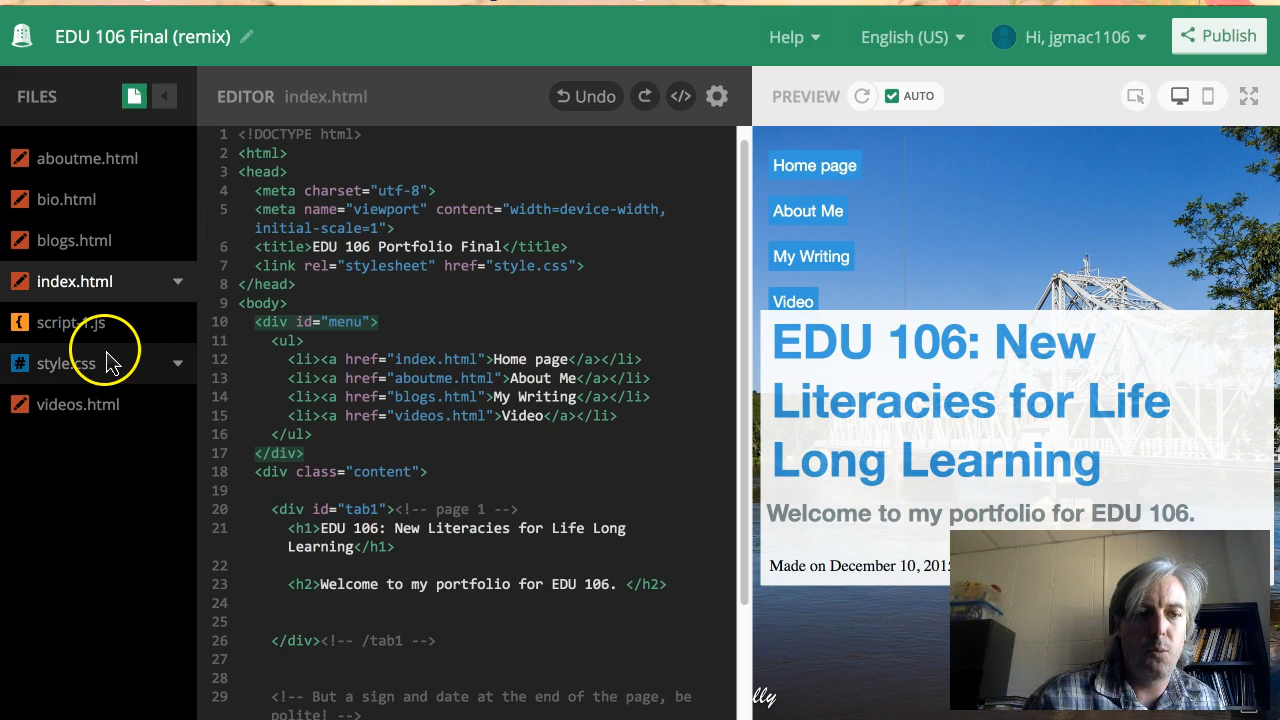 EDU 106 Final (remix)
Help
English (US)
Hi, jgmac1106
Publish
FILES
EDITOR index.html
Undo
</>
PREVIEW
AUTO
aboutme.html
bio.html
blogs.html
index.html
script-1.js
style.css
videos.html
1 <!DOCTYPE html>
2 <html>
3 <head>
4 <meta charset="utf-8">
5 <meta name="viewport" content="width=device-width,
initial-scale=1">
6 <title>EDU 106 Portfolio Final</title>
7 <link rel="stylesheet" href="style.css">
8 </head>
9 <body>
10 <div id="menu">
11 <ul>
12 <li><a href="index.html">Home page</a></li>
13 <li><a href="aboutme.html">About Me</a></li>
14 <li><a href="blogs.html">My Writing</a></li>
15 <li><a href="videos.html">Video</a></li>
16 </ul>
17 </div>
18 <div class="content">
19
20 <div id="tab1"><!-- page 1 -->
21 <h1>EDU 106: New Literacies for Life Long
Learning</h1>
22
23 <h2>Welcome to my portfolio for EDU 106. </h2>
24
25
26 </div><!-- /tab1 -->
27
28
29 <!-- But a sign and date at the end of the page, be
polite! -->
Home page
About Me
My Writing
Video
EDU 106: New
Literacies for Life
Long Learning
Welcome to my portfolio for EDU 106.
Made on December 10, 201
lly